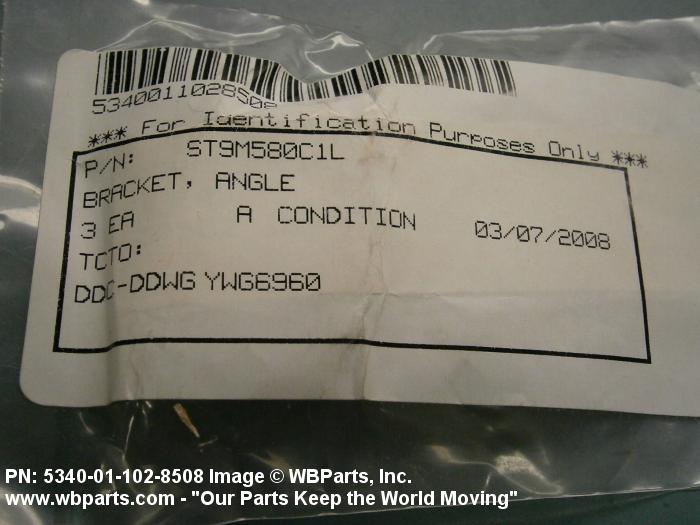 5340011028508
*** For Identification Purposes Only ***
P/N: ST9M580C1L
BRACKET, ANGLE
3 EA A CONDITION 03/07/2008
TCTO:
DDC-DDWG YWG6960
PN: 5340-01-102-8508 Image © WBParts, Inc.
www.wbparts.com - "Our Parts Keep the World Moving"